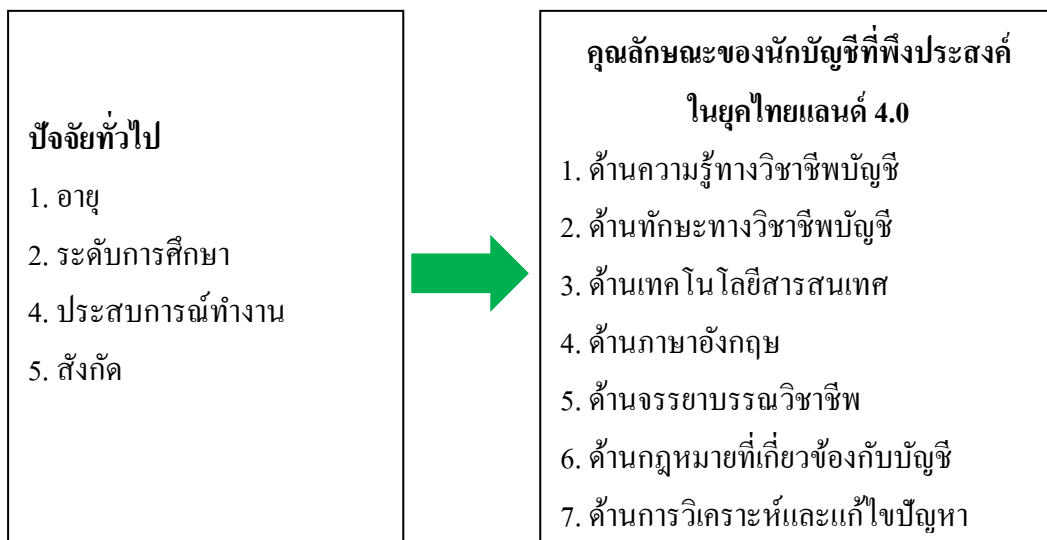 ปัจจัยทั่วไป
1. อายุ
2. ระดับการศึกษา
4. ประสบการณ์ทำงาน
5. สังกัด
คุณลักษณะของนักบัญชีที่พึงประสงค์
ในยุคไทยแลนด์ 4.0
1. ด้านความรู้ทางวิชาชีพบัญชี
2. ด้านทักษะทางวิชาชีพบัญชี
3. ด้านเทคโนโลยีสารสนเทศ
4. ด้านภาษาอังกฤษ
5. ด้านจรรยาบรรณวิชาชีพ
6. ด้านกฎหมายที่เกี่ยวข้องกับบัญชี
7. ด้านการวิเคราะห์และแก้ไขปัญหา